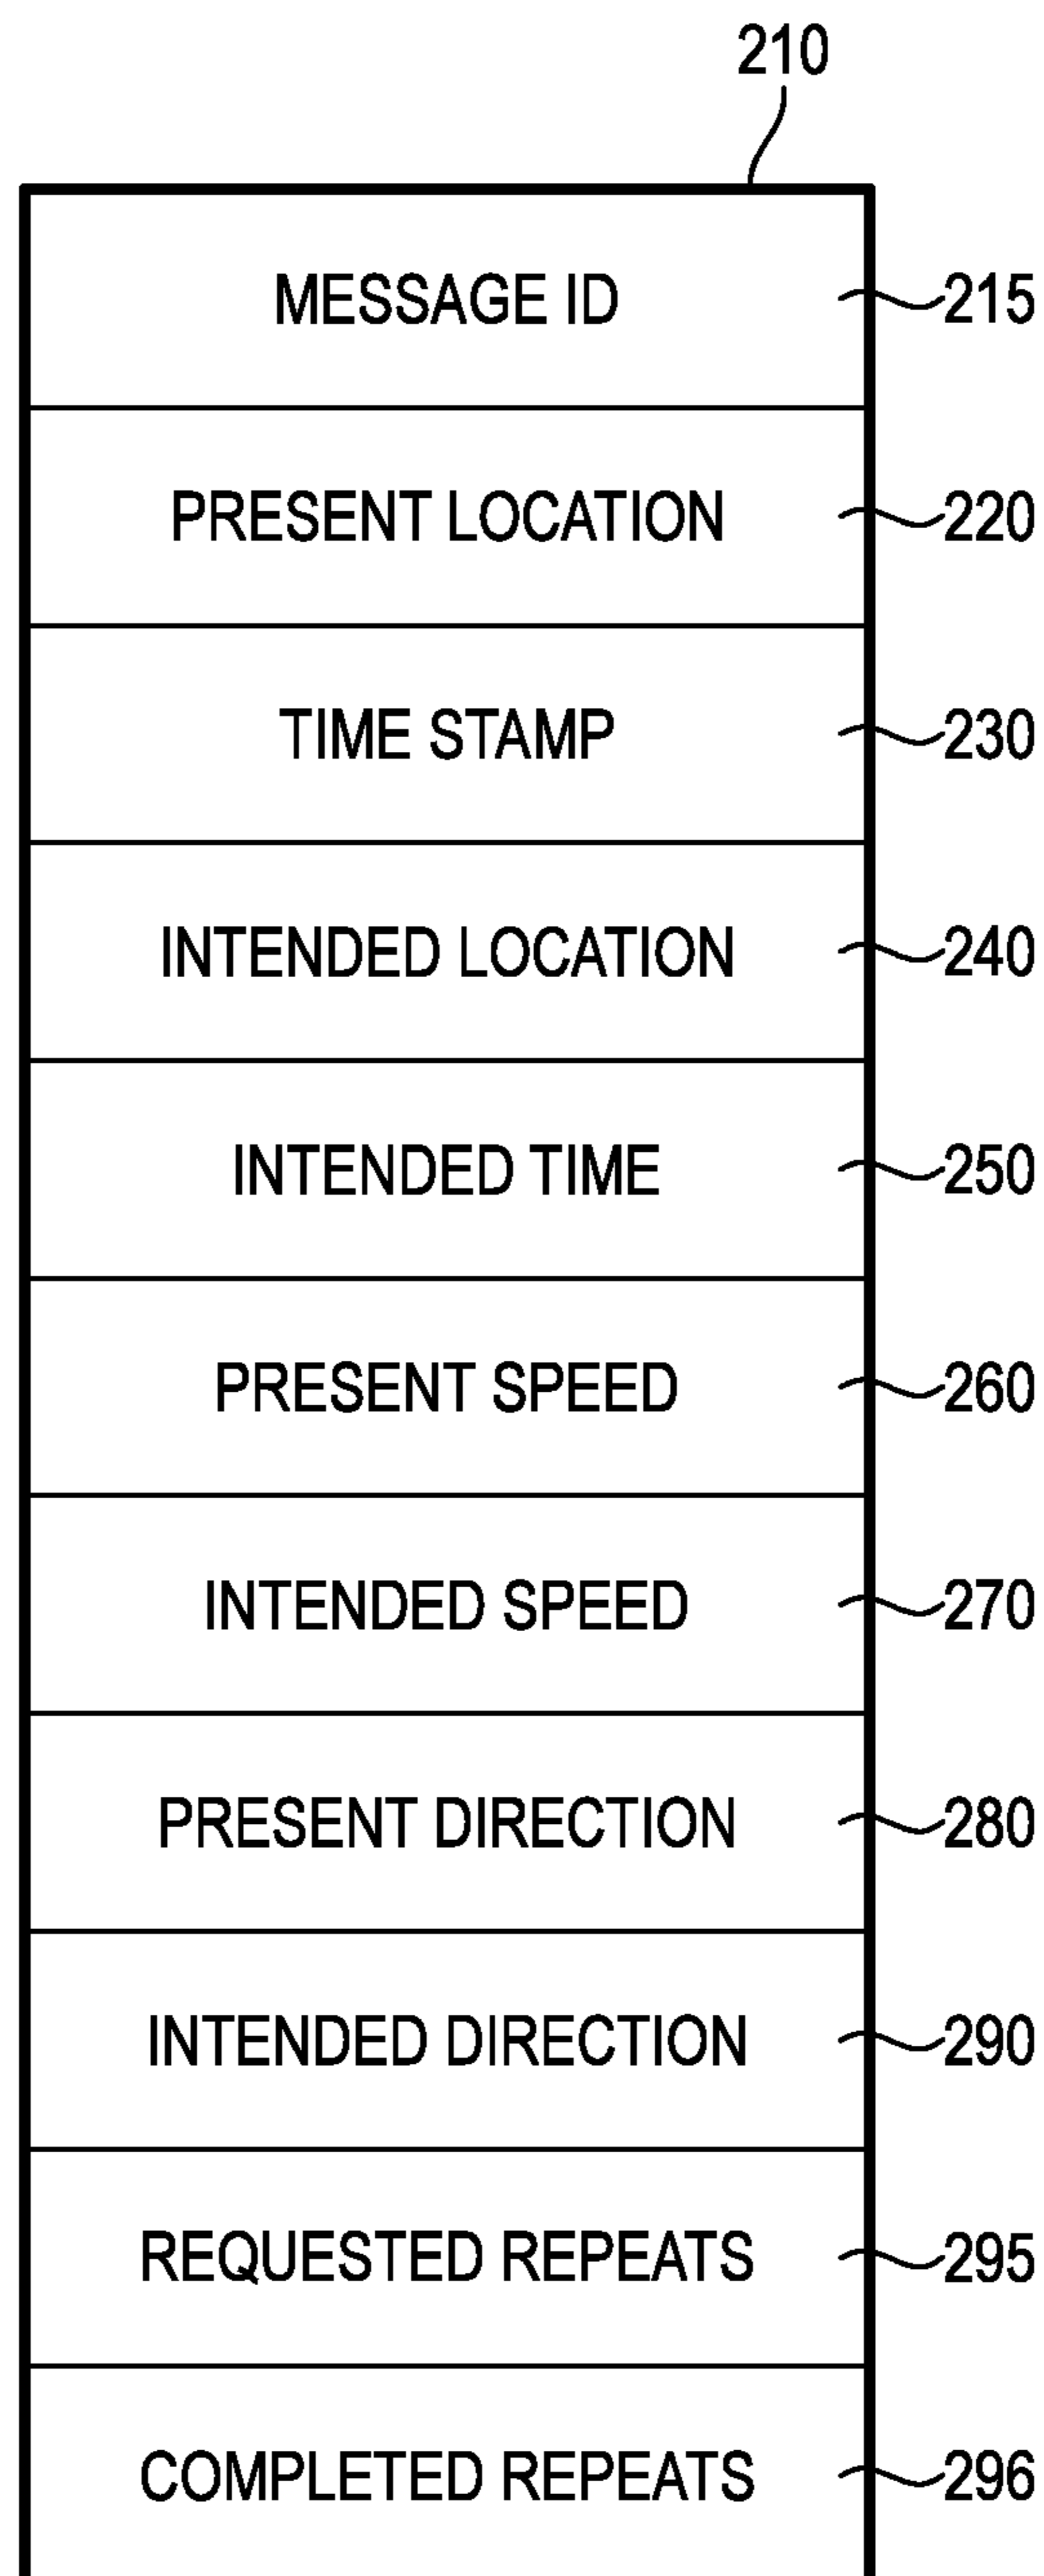 210
MESSAGE ID 215
PRESENT LOCATION 220
TIME STAMP 230
INTENDED LOCATION 240
INTENDED TIME 250
PRESENT SPEED 260
INTENDED SPEED 270
PRESENT DIRECTION 280
INTENDED DIRECTION 290
REQUESTED REPEATS 295
COMPLETED REPEATS 296